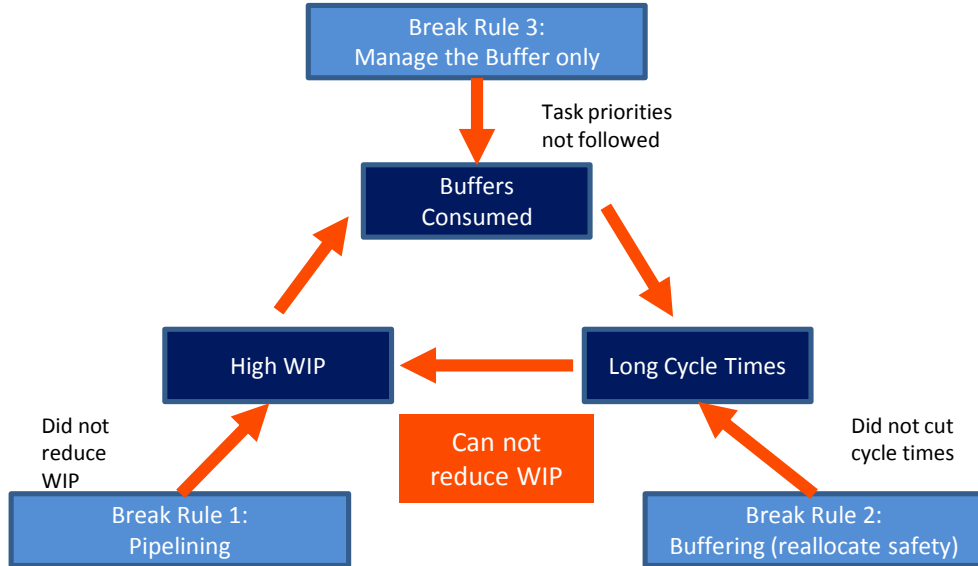 Break Rule 3:
Manage the Buffer only
Task priorities
not followed
Buffers
Consumed
High WIP
Long Cycle Times
Did not
reduce
WIP
Can not
reduce WIP
Did not cut
cycle times
Break Rule 1:
Pipelining
Break Rule 2:
Buffering (reallocate safety)